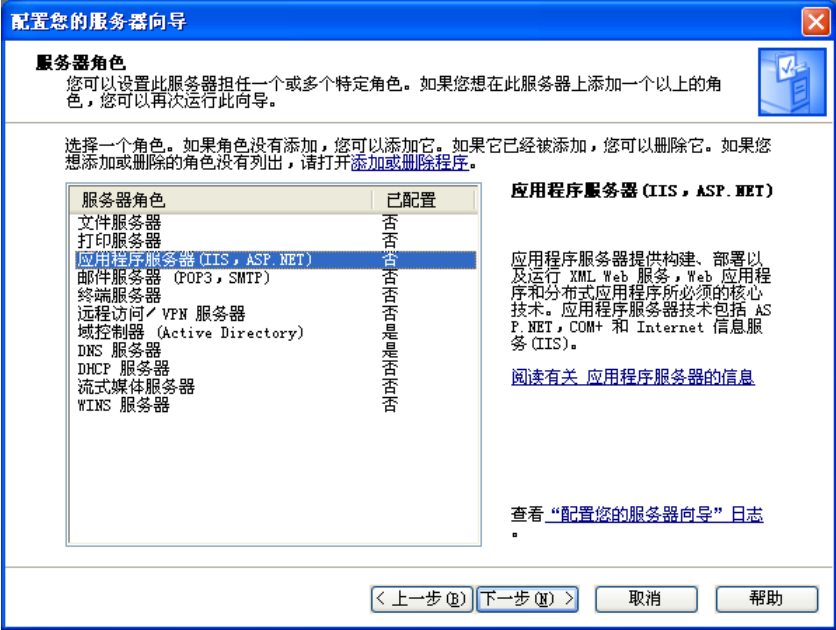 配置您的服务器向导
服务器角色
您可以设置此服务器担任一个或多个特定角色。如果您想在此服务器上添加一个以上的角
色，您可以再次运行此向导。
选择一个角色。如果角色没有添加，您可以添加它。如果它已经被添加，您可以删除它。如果您
想添加或删除的角色没有列出，请打开添加或删除程序。
服务器角色 已配置
文件服务器 否
打印服务器 否
应用程序服务器(IIS，ASP.NET) 否
邮件服务器 (POP3，SMTP) 否
终端服务器 否
远程访问/VPN 服务器 否
域控制器 (Active Directory) 是
DNS 服务器 是
DHCP 服务器 否
流式媒体服务器 否
WINS 服务器 否
应用程序服务器(IIS，ASP.NET)
应用程序服务器提供构建、部署以
及运行 XML Web 服务，Web 应用程
序和分布式应用程序所必须的核心
技术。应用程序服务器技术包括 AS
P.NET，COM+ 和 Internet 信息服
务(IIS)。
阅读有关 应用程序服务器的信息
查看“配置您的服务器向导”日志
。
< 上一步(B) 下一步(N) > 取消 帮助